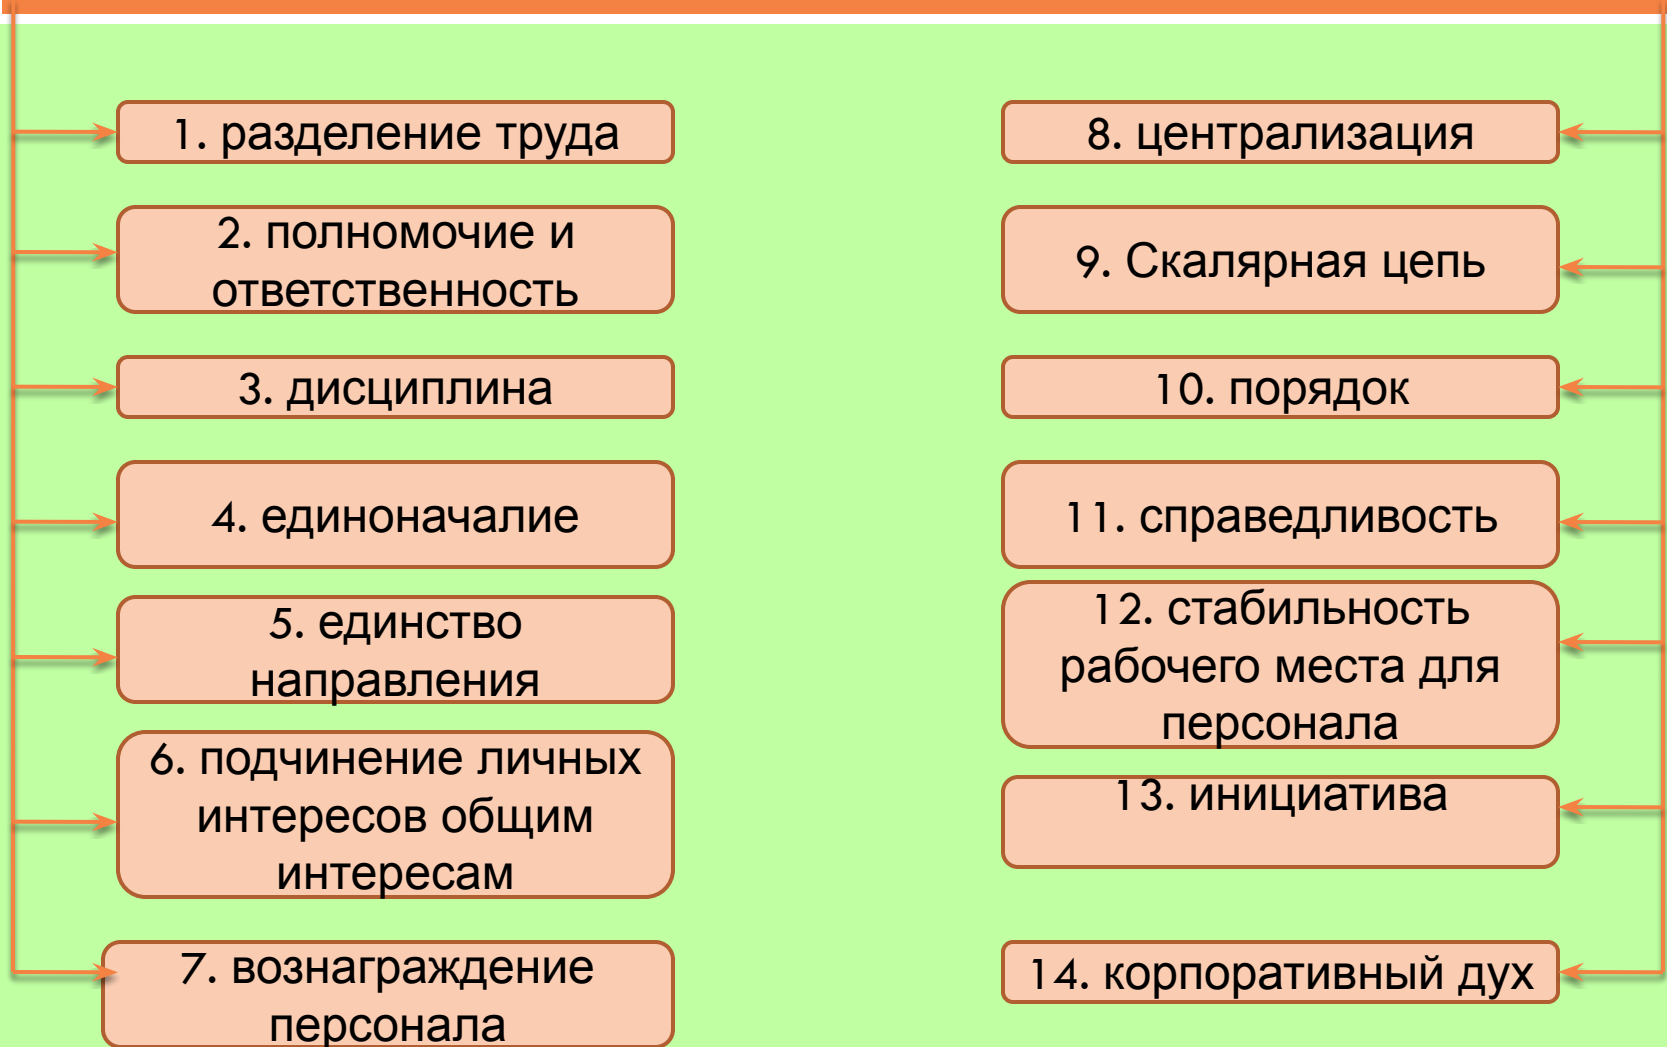 1. разделение труда
2. полномочие и
ответственность
3. дисциплина
4. единоначалие
5. единство
направления
6. подчинение личных
интересов общим
интересам
7. вознаграждение
персонала
8. централизация
9. Скалярная цепь
10. порядок
11. справедливость
12. стабильность
рабочего места для
персонала
13. инициатива
14. корпоративный дух